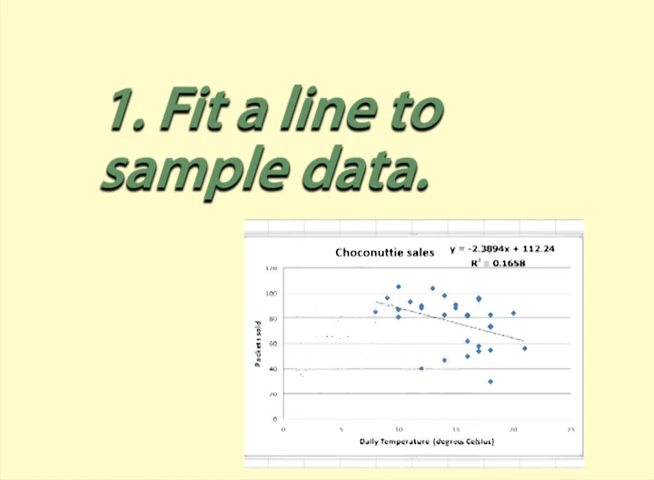 1. Fit a line to
sample data.
Choconuttie sales
y = -2.3894x + 112.24
R² = 0.1658
120
100
80
60
40
20
0
Packets sold
0 5 10 15 20 25
Daily Temperature (degrees Celsius)